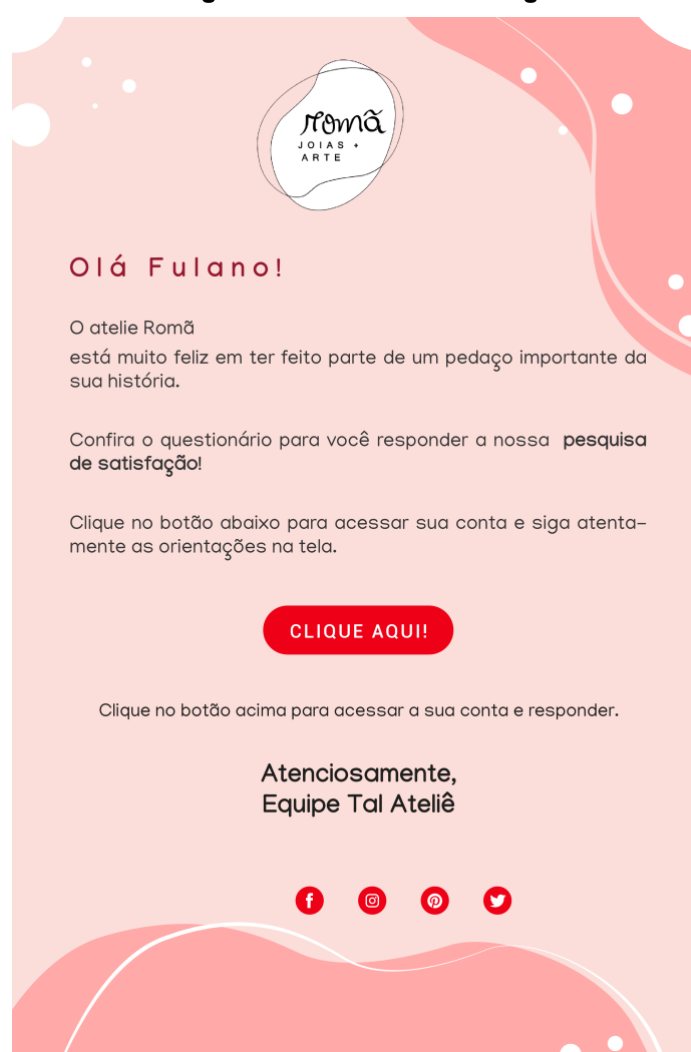 romã
JOIAS +
ARTE
Olá Fulano!
O atelie Romã
está muito feliz em ter feito parte de um pedaço importante da
sua história.
Confira o questionário para você responder a nossa pesquisa
de satisfação!
Clique no botão abaixo para acessar sua conta e siga atenta-
mente as orientações na tela.
CLIQUE AQUI!
Clique no botão acima para acessar a sua conta e responder.
Atenciosamente,
Equipe Tal Ateliê